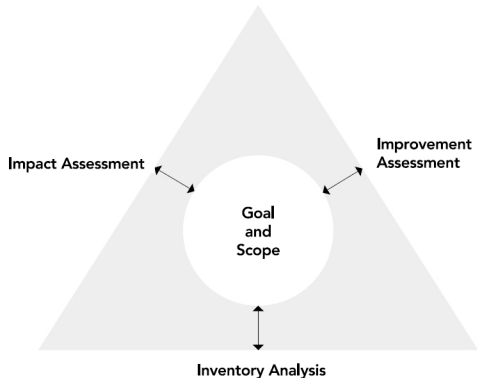 Impact Assessment
Improvement
Assessment
Goal
and
Scope
Inventory Analysis